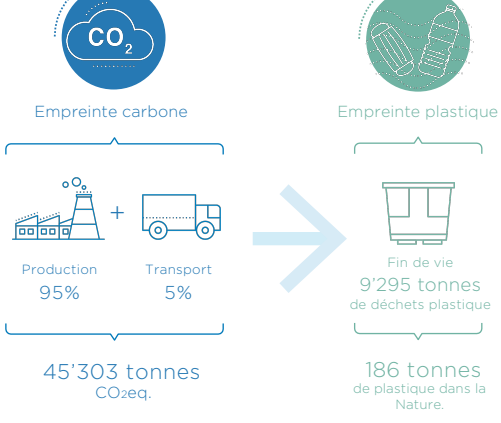 CO2
Empreinte carbone
+
Production
95%
Transport
5%
45’303 tonnes
CO2eq.
Empreinte plastique
Fin de vie
9’295 tonnes
de déchets plastique
186 tonnes
de plastique dans la
Nature.